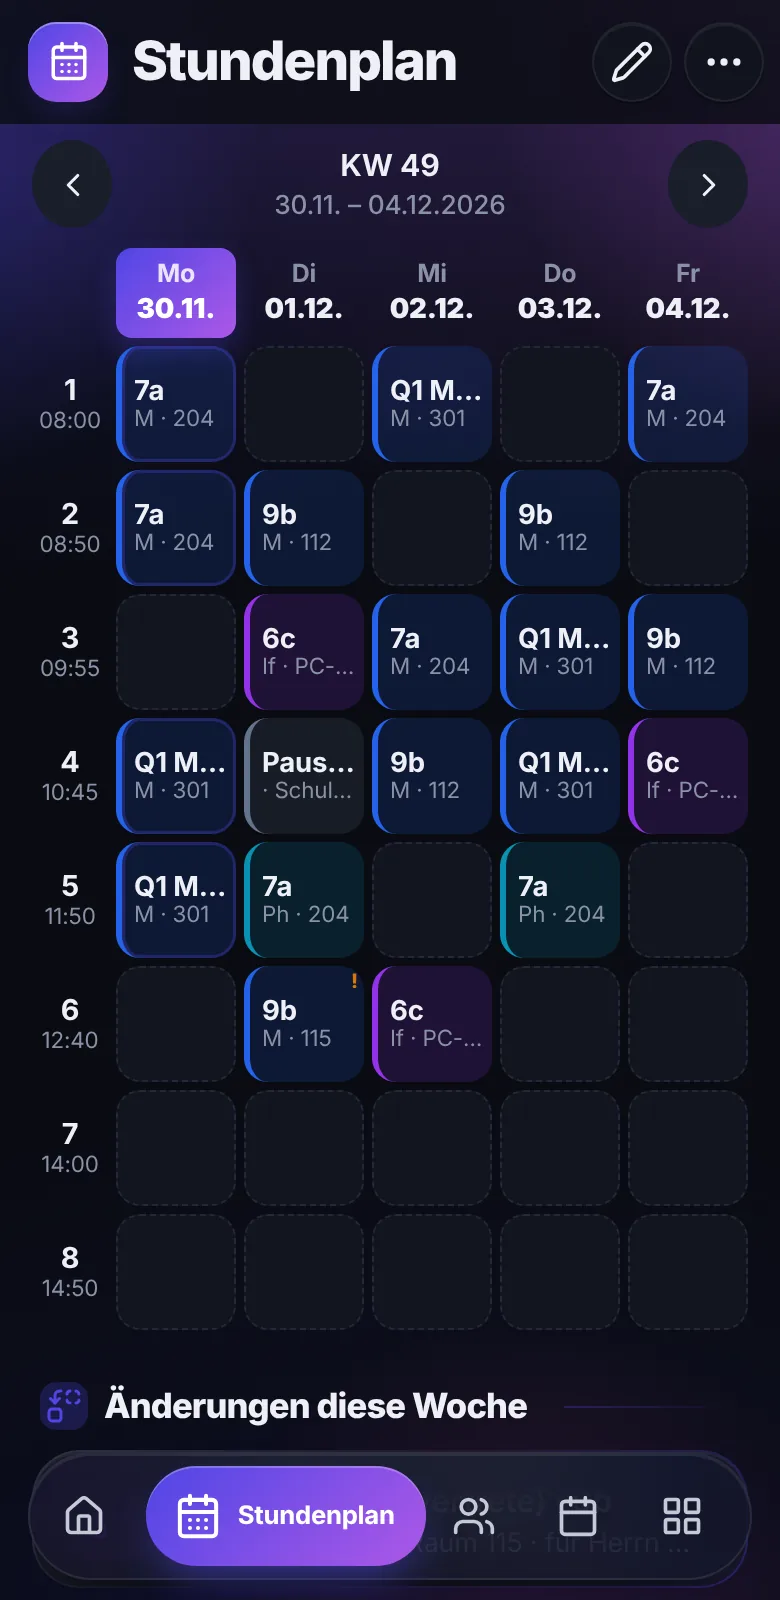 Stundenplan
KW 49
30.11. – 04.12.2026
Mo Di Mi Do Fr
30.11. 01.12. 02.12. 03.12. 04.12.
1 7a Q1 M... 7a
08:00 M · 204 M · 301 M · 204
2 7a 9b 9b
08:50 M · 204 M · 112 M · 112
3 6c 7a Q1 M... 9b
09:55 If · PC-... M · 204 M · 301 M · 112
4 Q1 M... Paus... 9b Q1 M... 6c
10:45 M · 301 · Schul... M · 112 M · 301 If · PC-...
5 Q1 M... 7a 7a
11:50 M · 301 Ph · 204 Ph · 204
!
6 9b 6c
12:40 M · 115 If · PC-...
7
14:00
8
14:50
Änderungen diese Woche
Stundenplan
Raum 115 · für Herrn ...